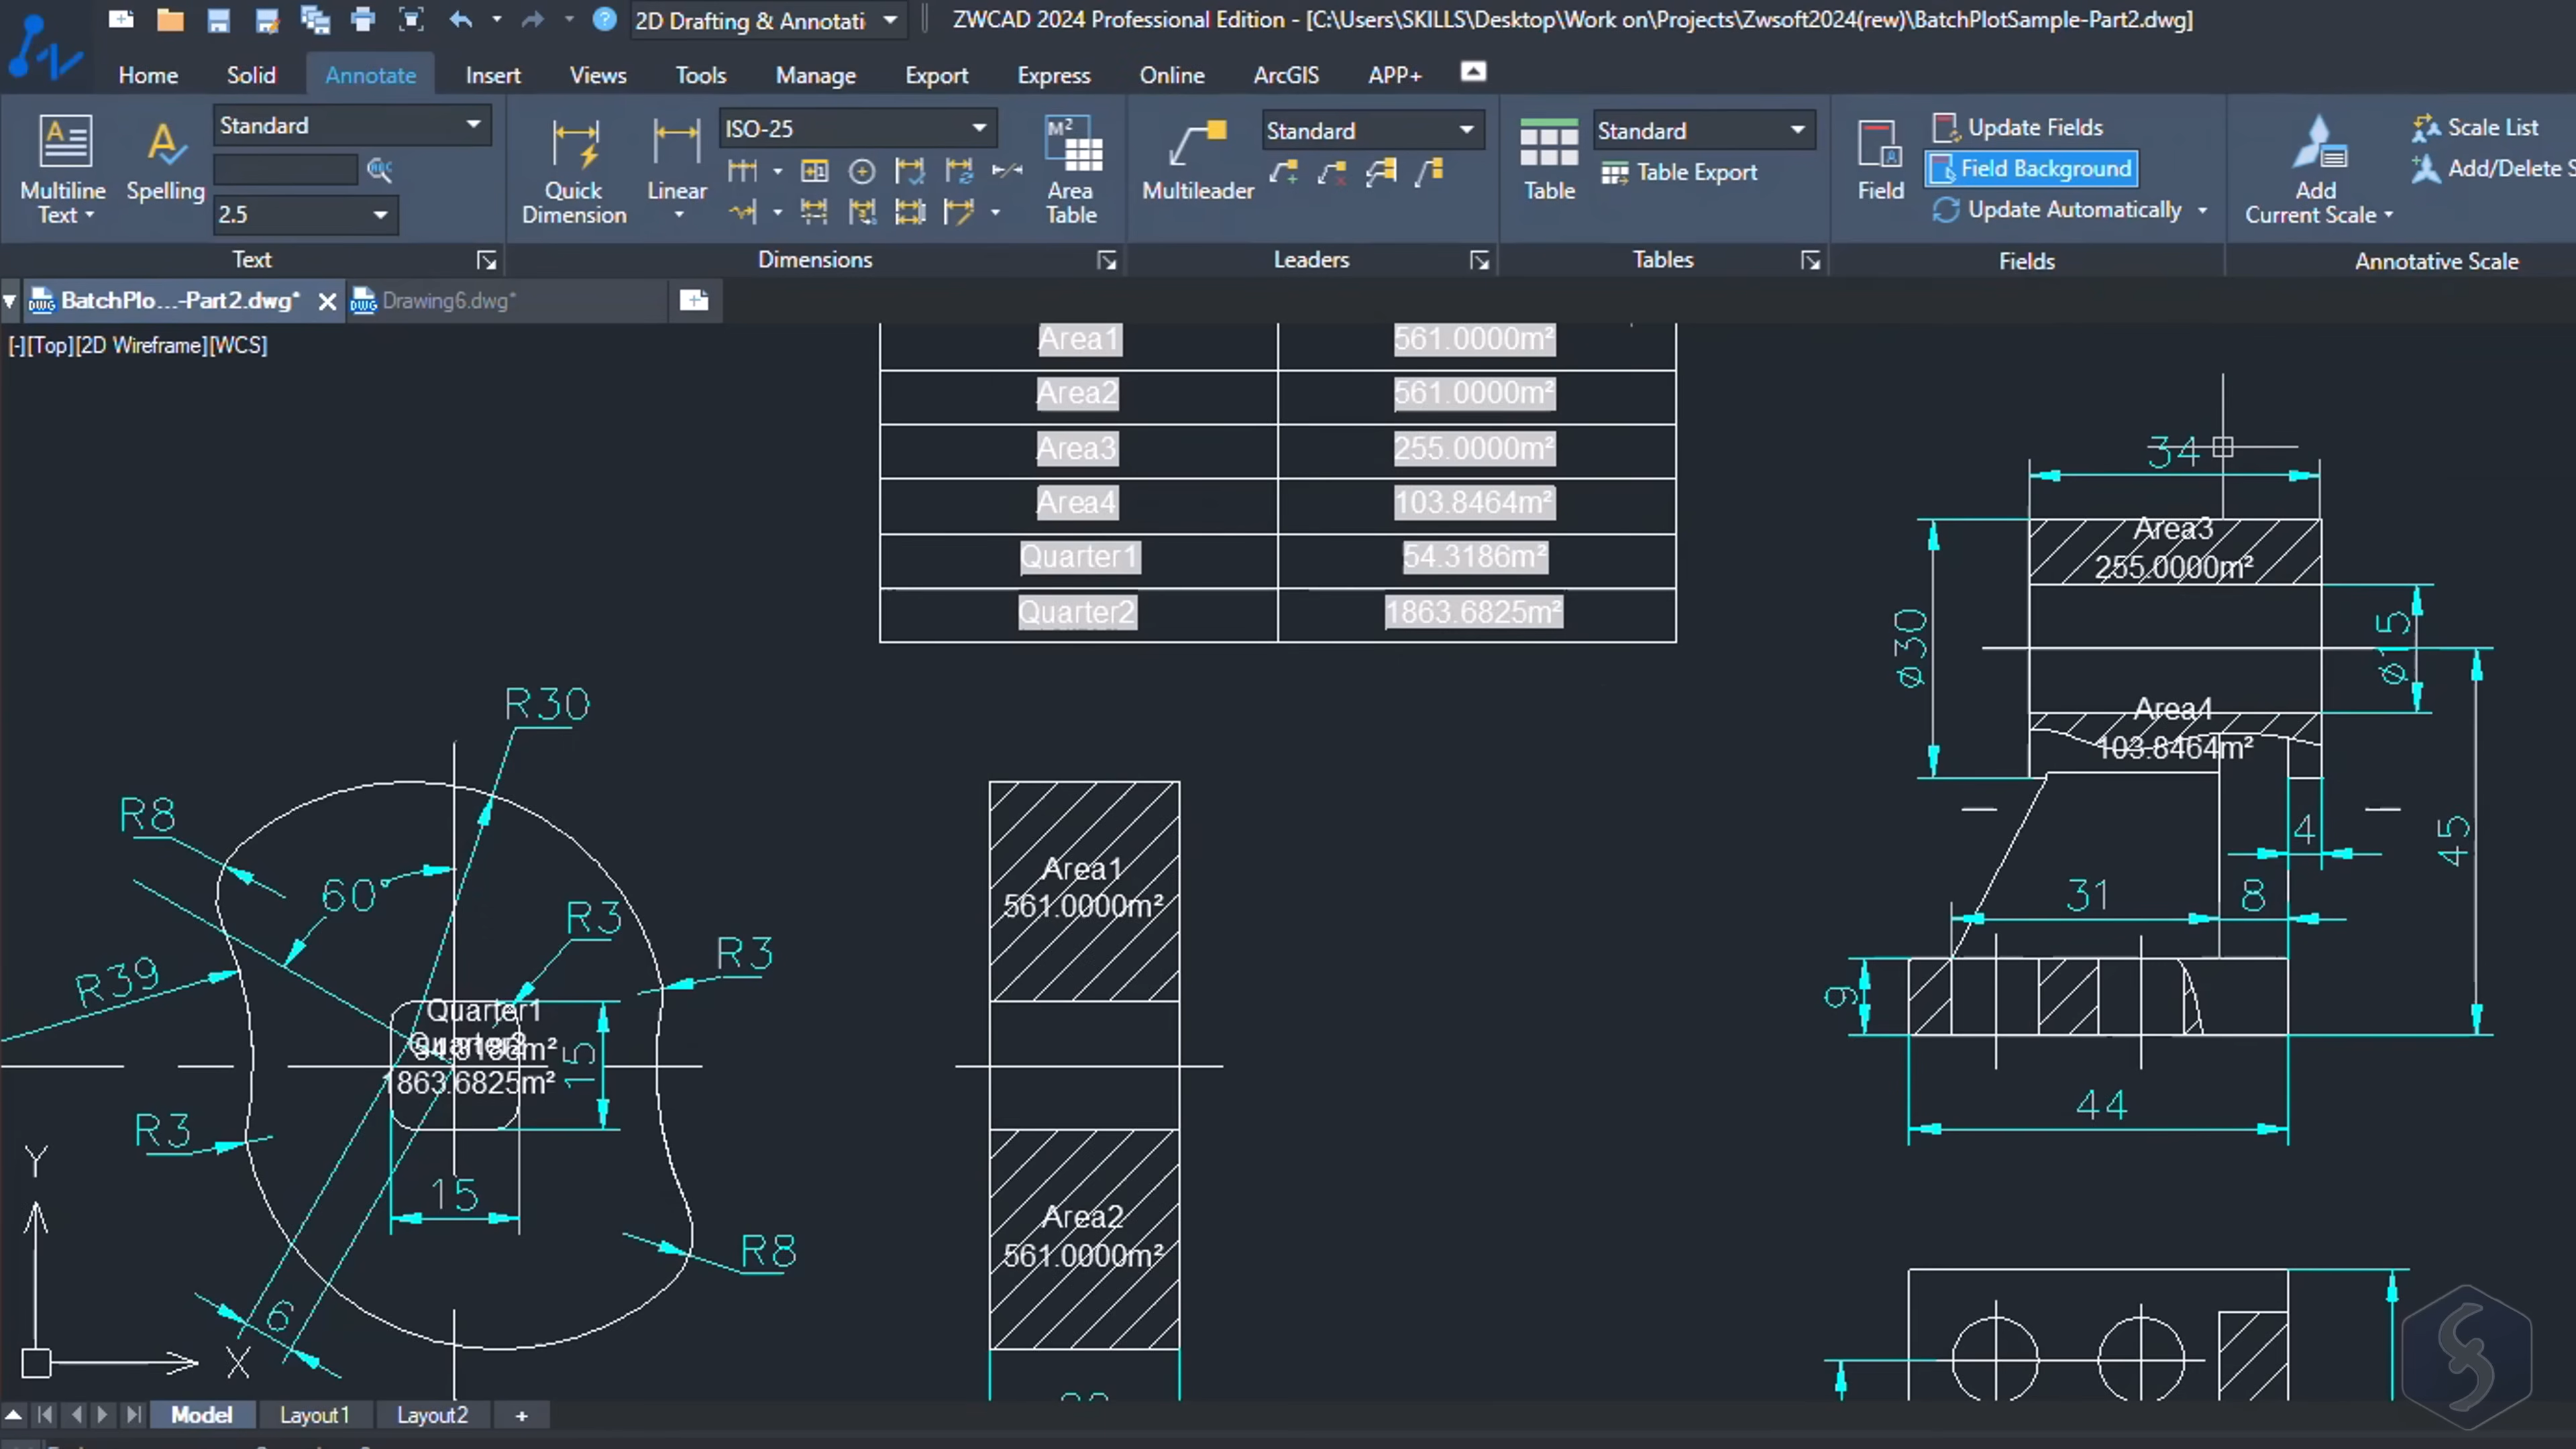 2D Drafting & Annotati
ZWCAD 2024 Professional Edition - [C:\Users\SKILLS\Desktop\Work on\Projects\Zwsoft2024(rew)\BatchPlotSample-Part2.dwg]
Home Solid Annotate Insert Views Tools Manage Export Express Online ArcGIS APP+
Standard
ISO-25
Standard
Standard
Update Fields
Scale List
Field Background
Add/Delete S
Table Export
Multiline Text
Spelling
2.5
Quick Dimension
Linear
Area Table
Multileader
Table
Field
Update Automatically
Add Current Scale
Text Dimensions Leaders Tables Fields Annotative Scale
BatchPlo...-Part2.dwg*
Drawing6.dwg*
[-][Top][2D Wireframe][WCS]
Area1 561.0000m²
Area2 561.0000m²
Area3 255.0000m²
Area4 103.8464m²
Quarter1 54.3186m²
Quarter2 1863.6825m²
34
Area3
255.0000m²
ø30
ø15
Area4
103.8464m²
4
45
31
8
9
44
R30
R8
60°
R3
R3
R39
Quarter1
1863.6825m²
15
R3
15
R8
6
Y
X
Area1
561.0000m²
Area2
561.0000m²
Model Layout1 Layout2 +